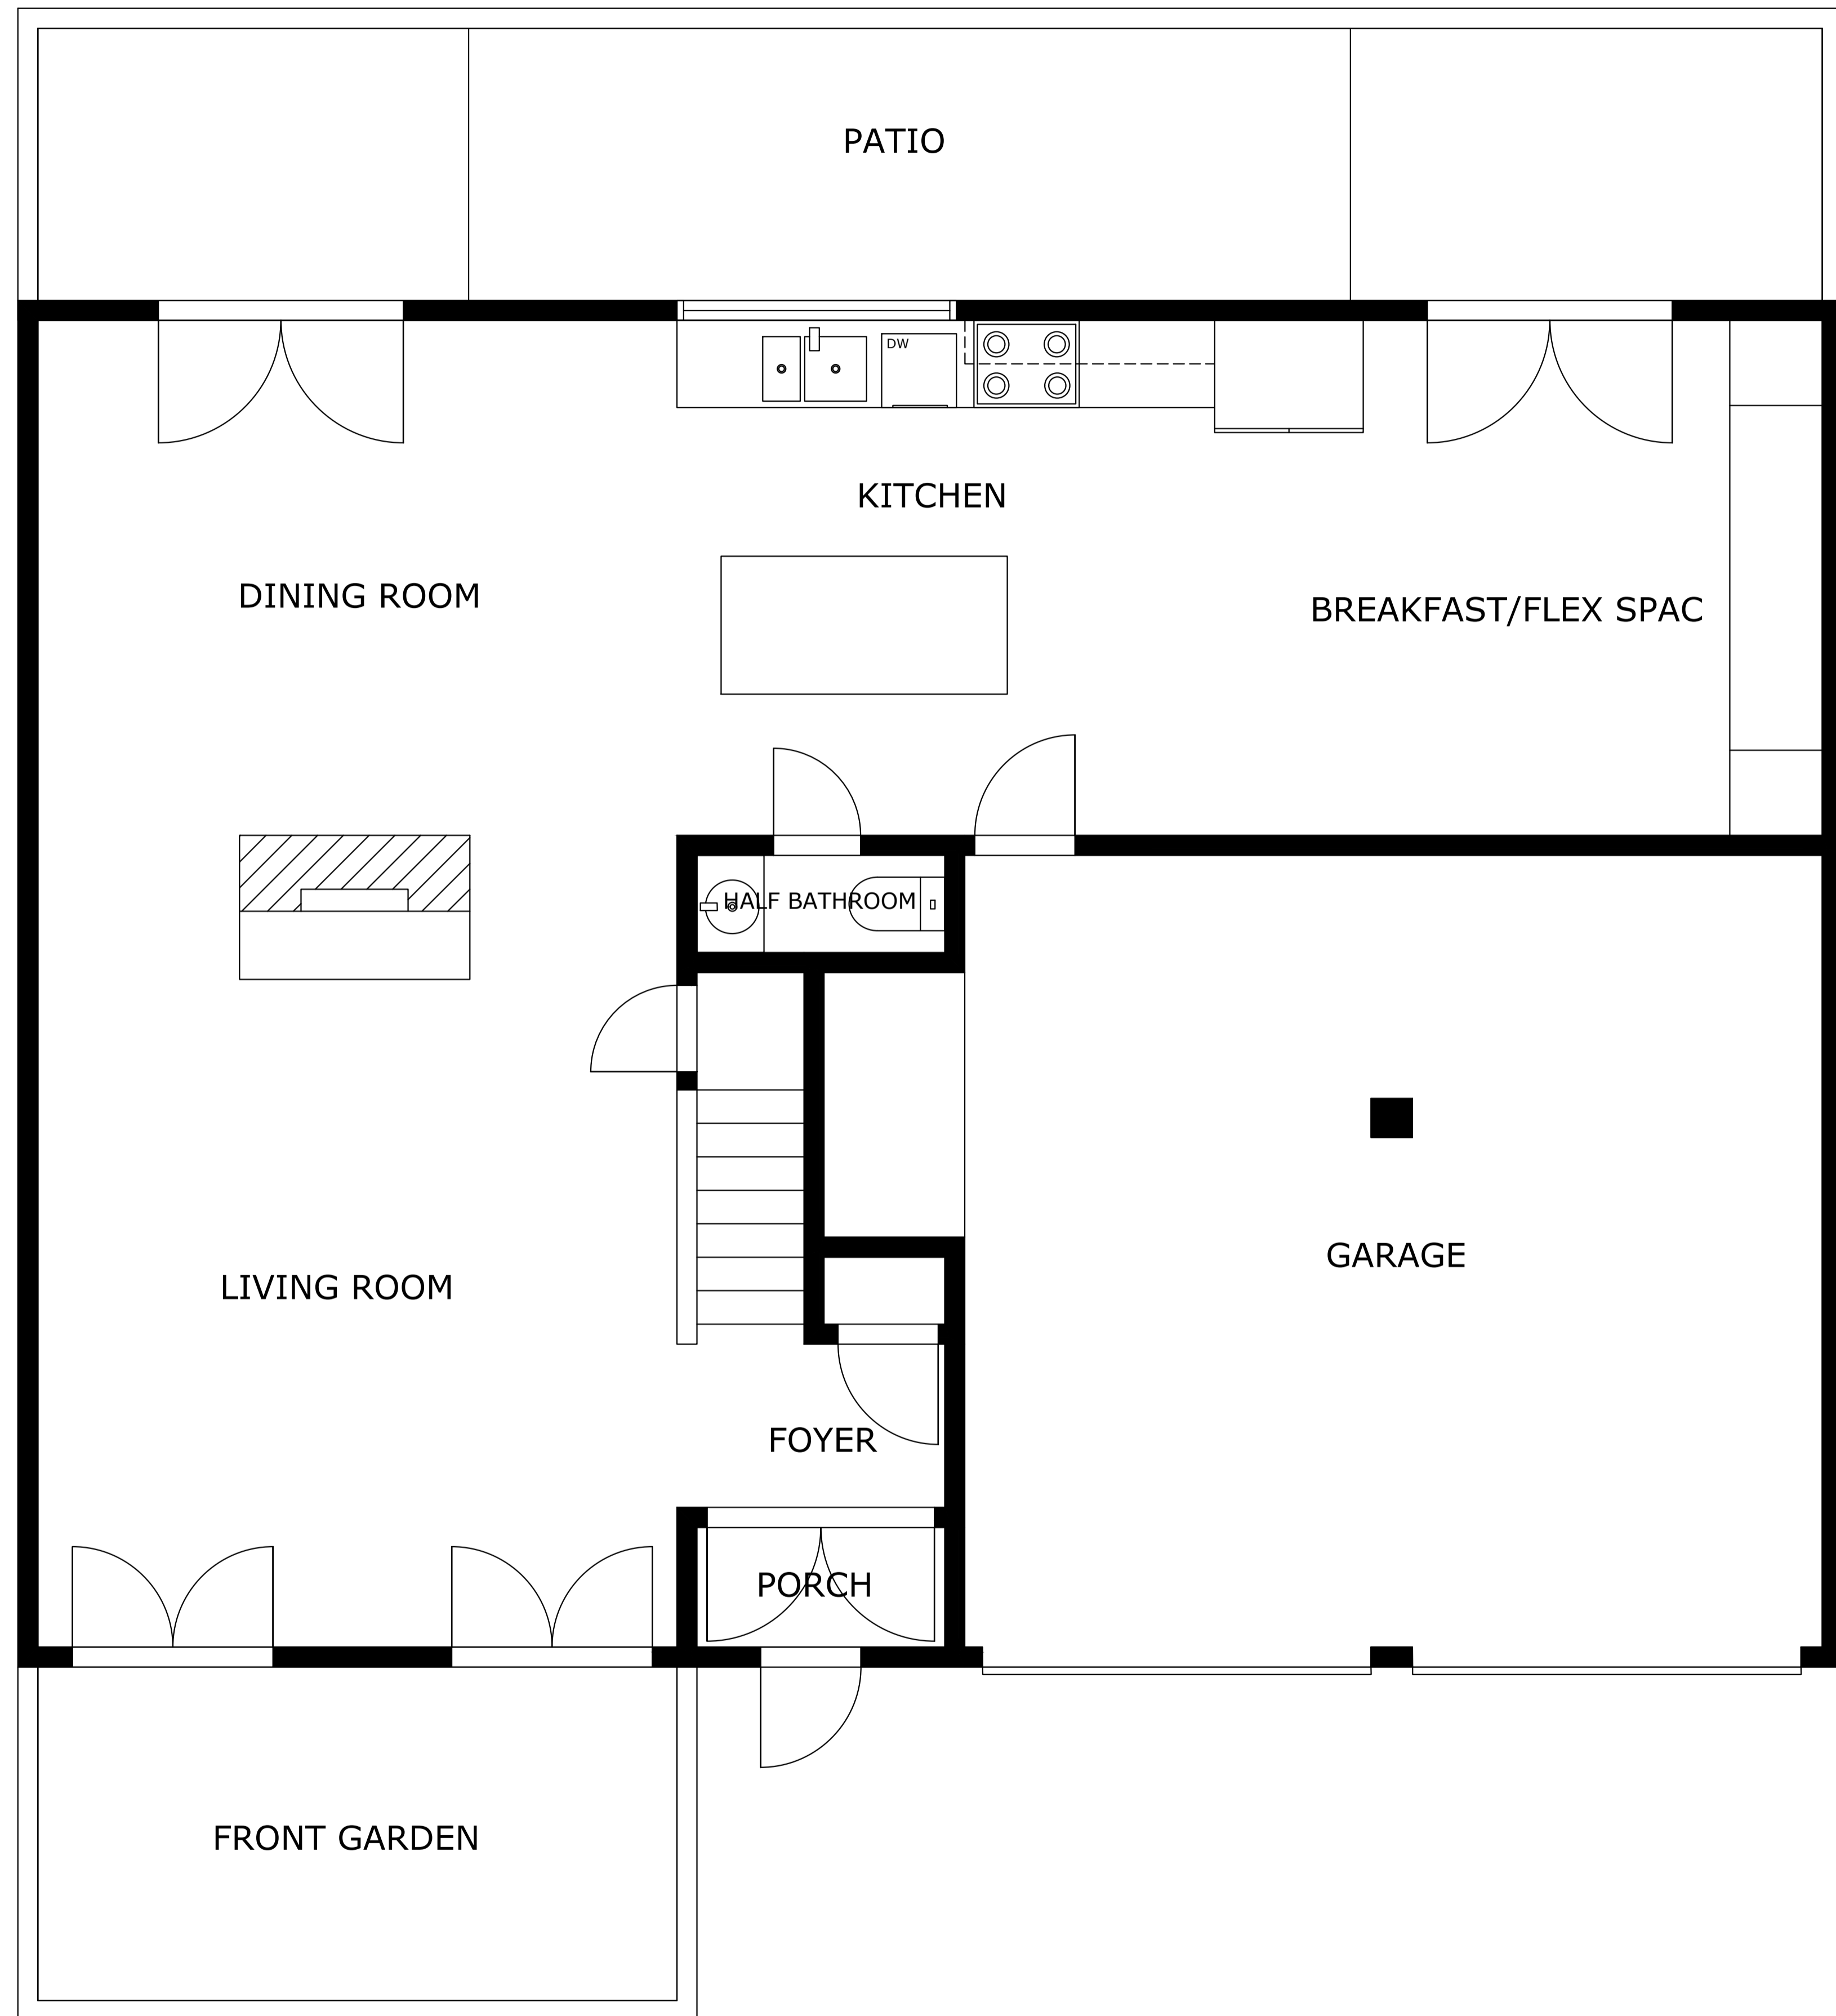 PATIO
DW
KITCHEN
DINING ROOM
BREAKFAST/FLEX SPAC
HALF BATHROOM
GARAGE
LIVING ROOM
FOYER
PORCH
FRONT GARDEN